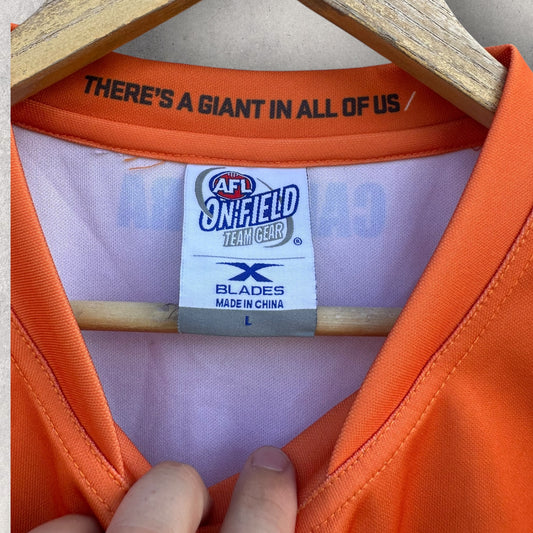 THERE'S A GIANT IN ALL OF US /
AFL
ON-FIELD
TEAM GEAR
®
BLADES
MADE IN CHINA
L